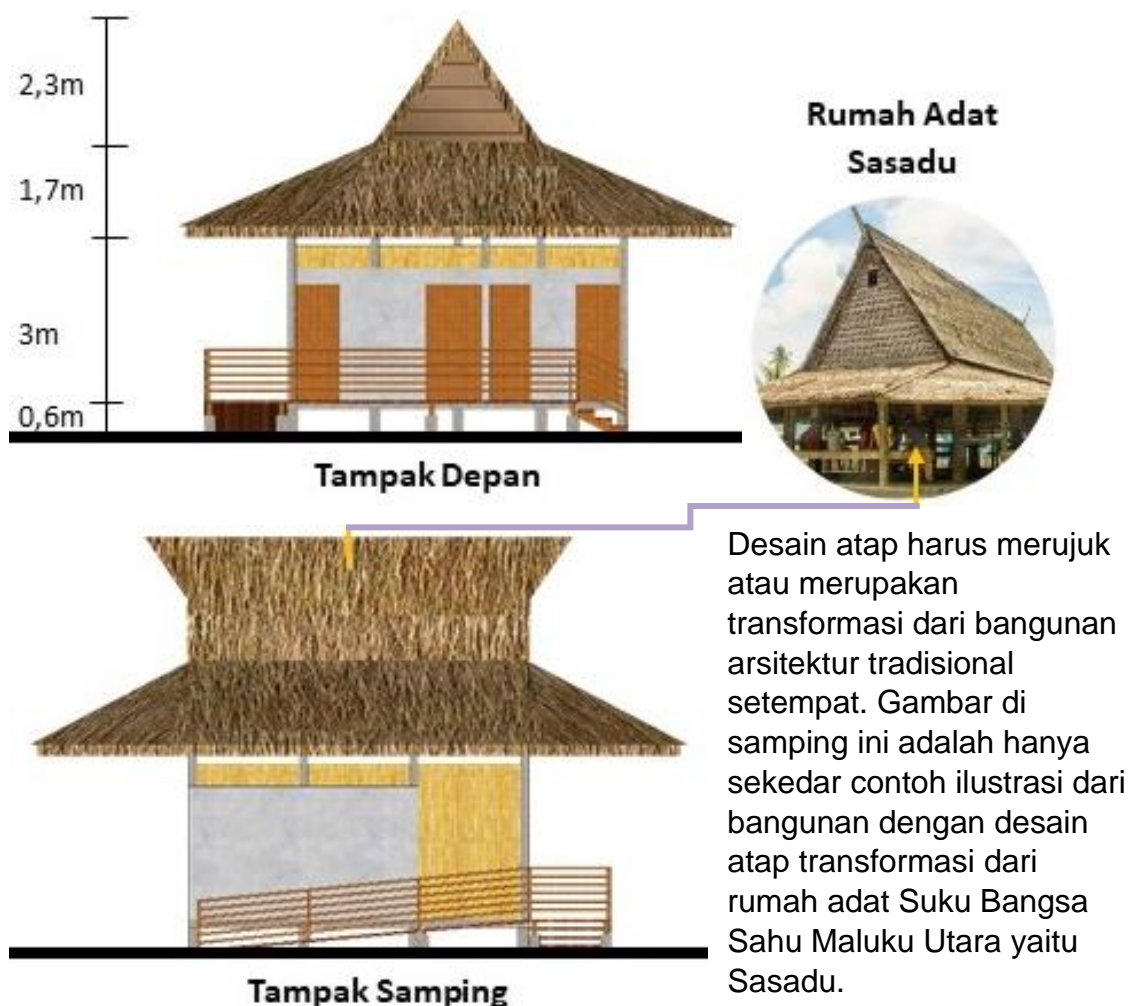 2,3m
1,7m
3m
0,6m
Tampak Depan
Rumah Adat
Sasadu
Desain atap harus merujuk
atau merupakan
transformasi dari bangunan
arsitektur tradisional
setempat. Gambar di
samping ini adalah hanya
sekedar contoh ilustrasi dari
bangunan dengan desain
atap transformasi dari
rumah adat Suku Bangsa
Sahu Maluku Utara yaitu
Sasadu.
Tampak Samping